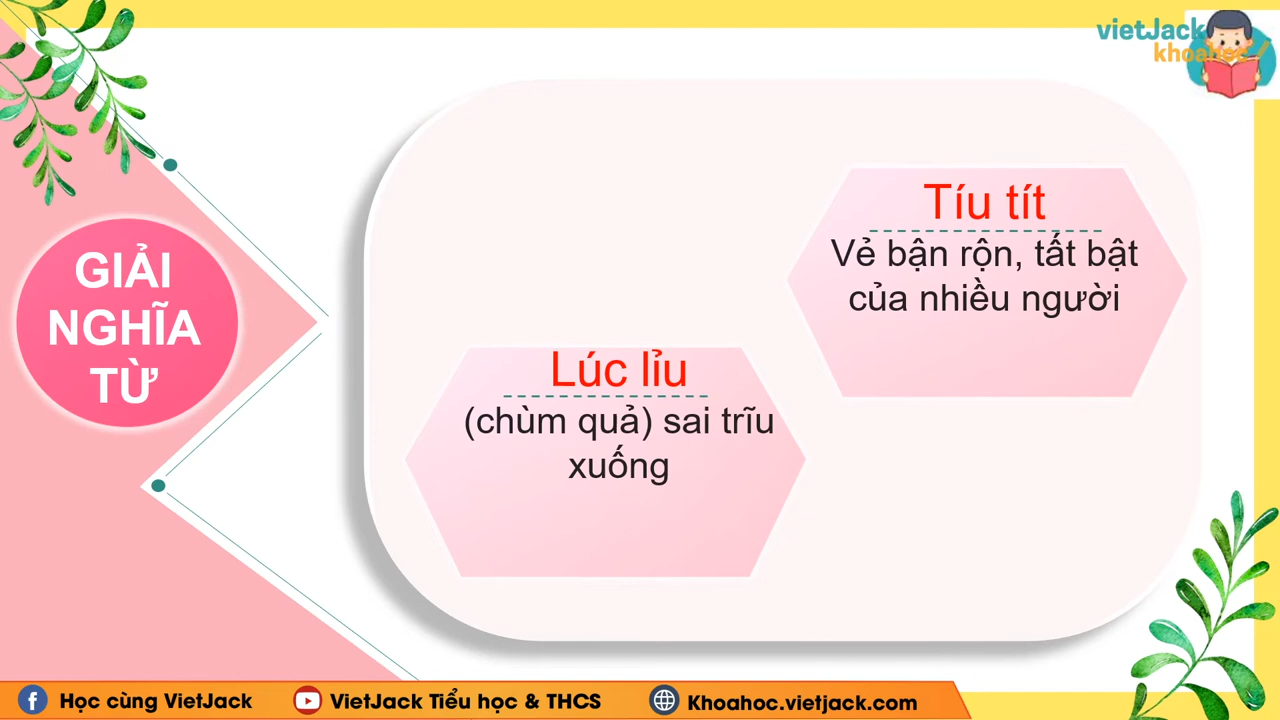 vietJack
khoahoc
GIẢI
NGHĨA
TỪ
Tíu tít
Vẻ bận rộn, tất bật
của nhiều người
Lúc lỉu
(chùm quả) sai trĩu
xuống
Học cùng VietJack
VietJack Tiểu học & THCS
Khoahoc.vietjack.com